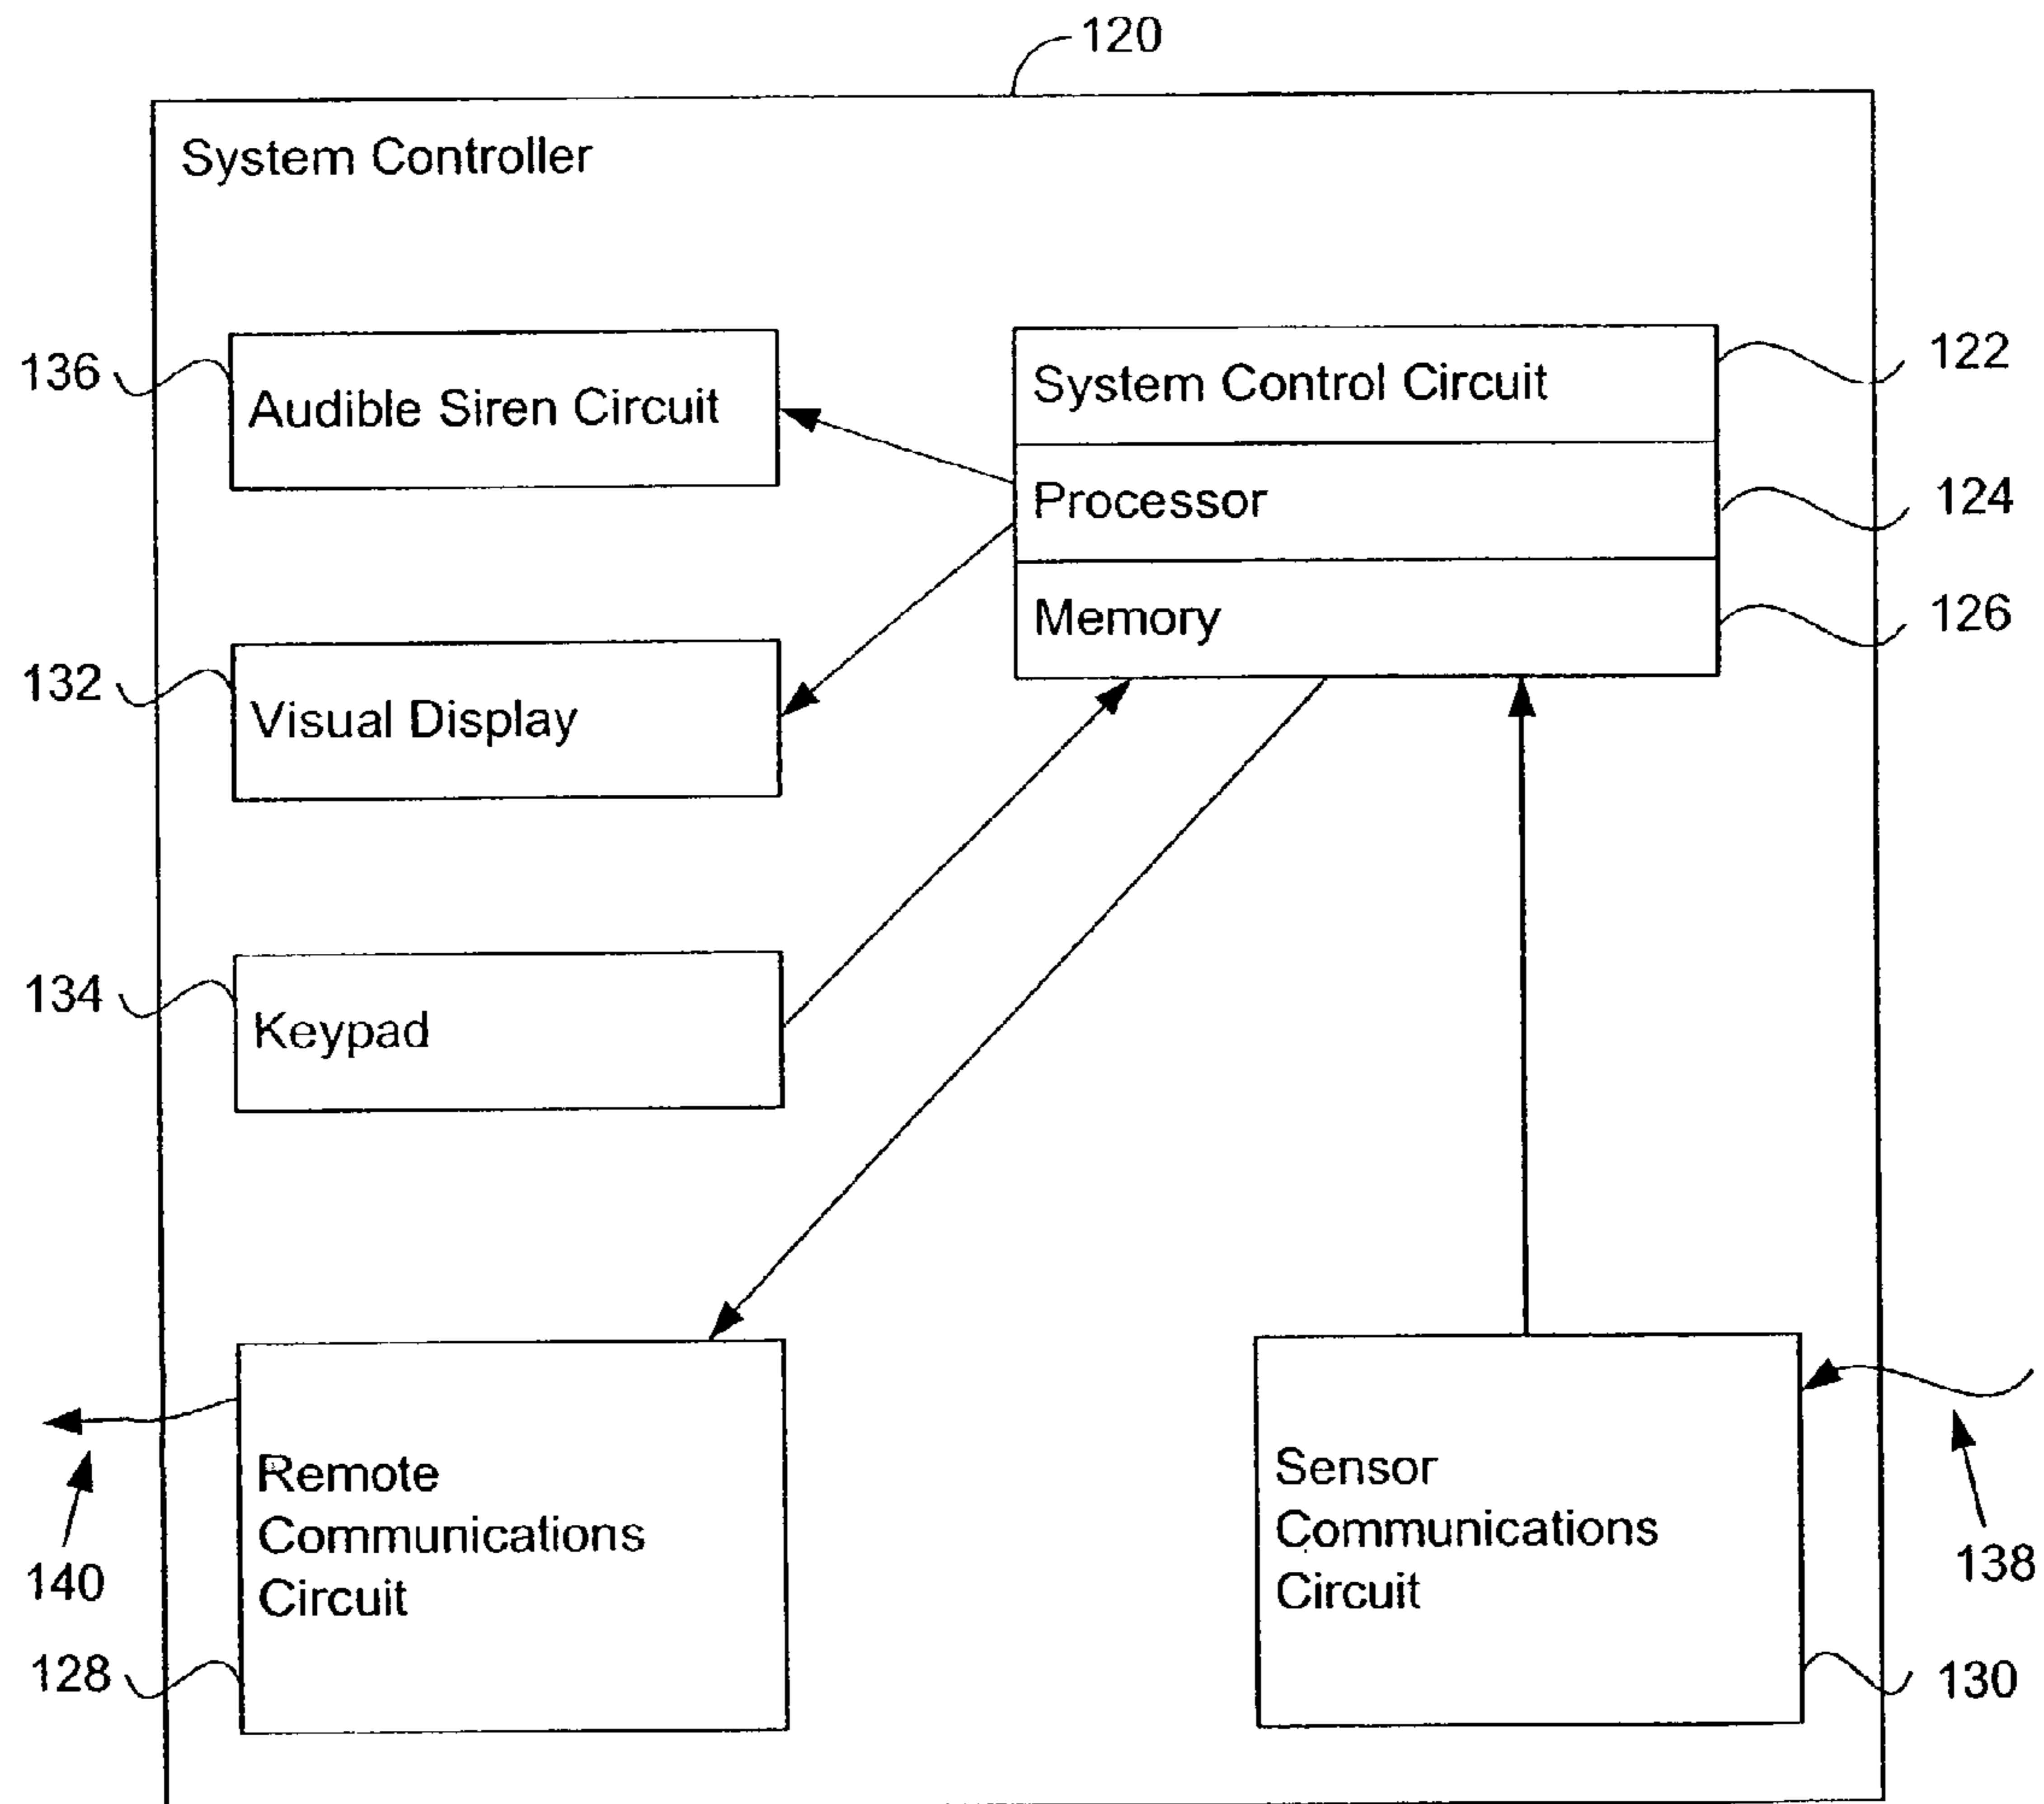 120
System Controller
136
Audible Siren Circuit
System Control Circuit
122
Processor
124
Memory
126
132
Visual Display
134
Keypad
140
Remote
Communications
Circuit
128
Sensor
Communications
Circuit
138
130